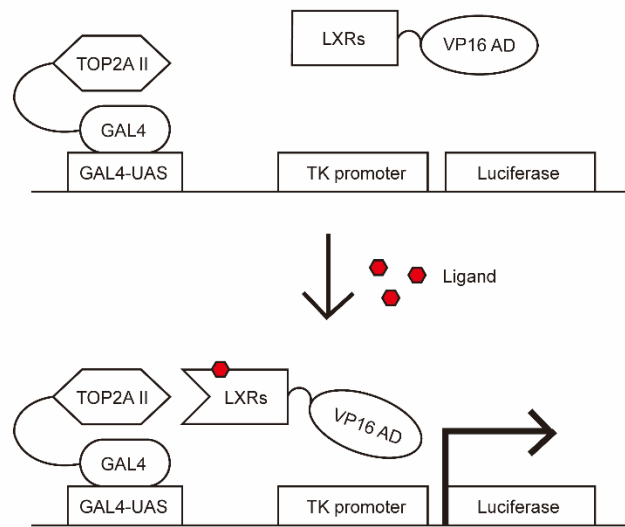 LXRs
VP16 AD
TOP2A II
GAL4
GAL4-UAS
TK promoter
Luciferase
Ligand
TOP2A II
LXRs
VP16 AD
GAL4
GAL4-UAS
TK promoter
Luciferase